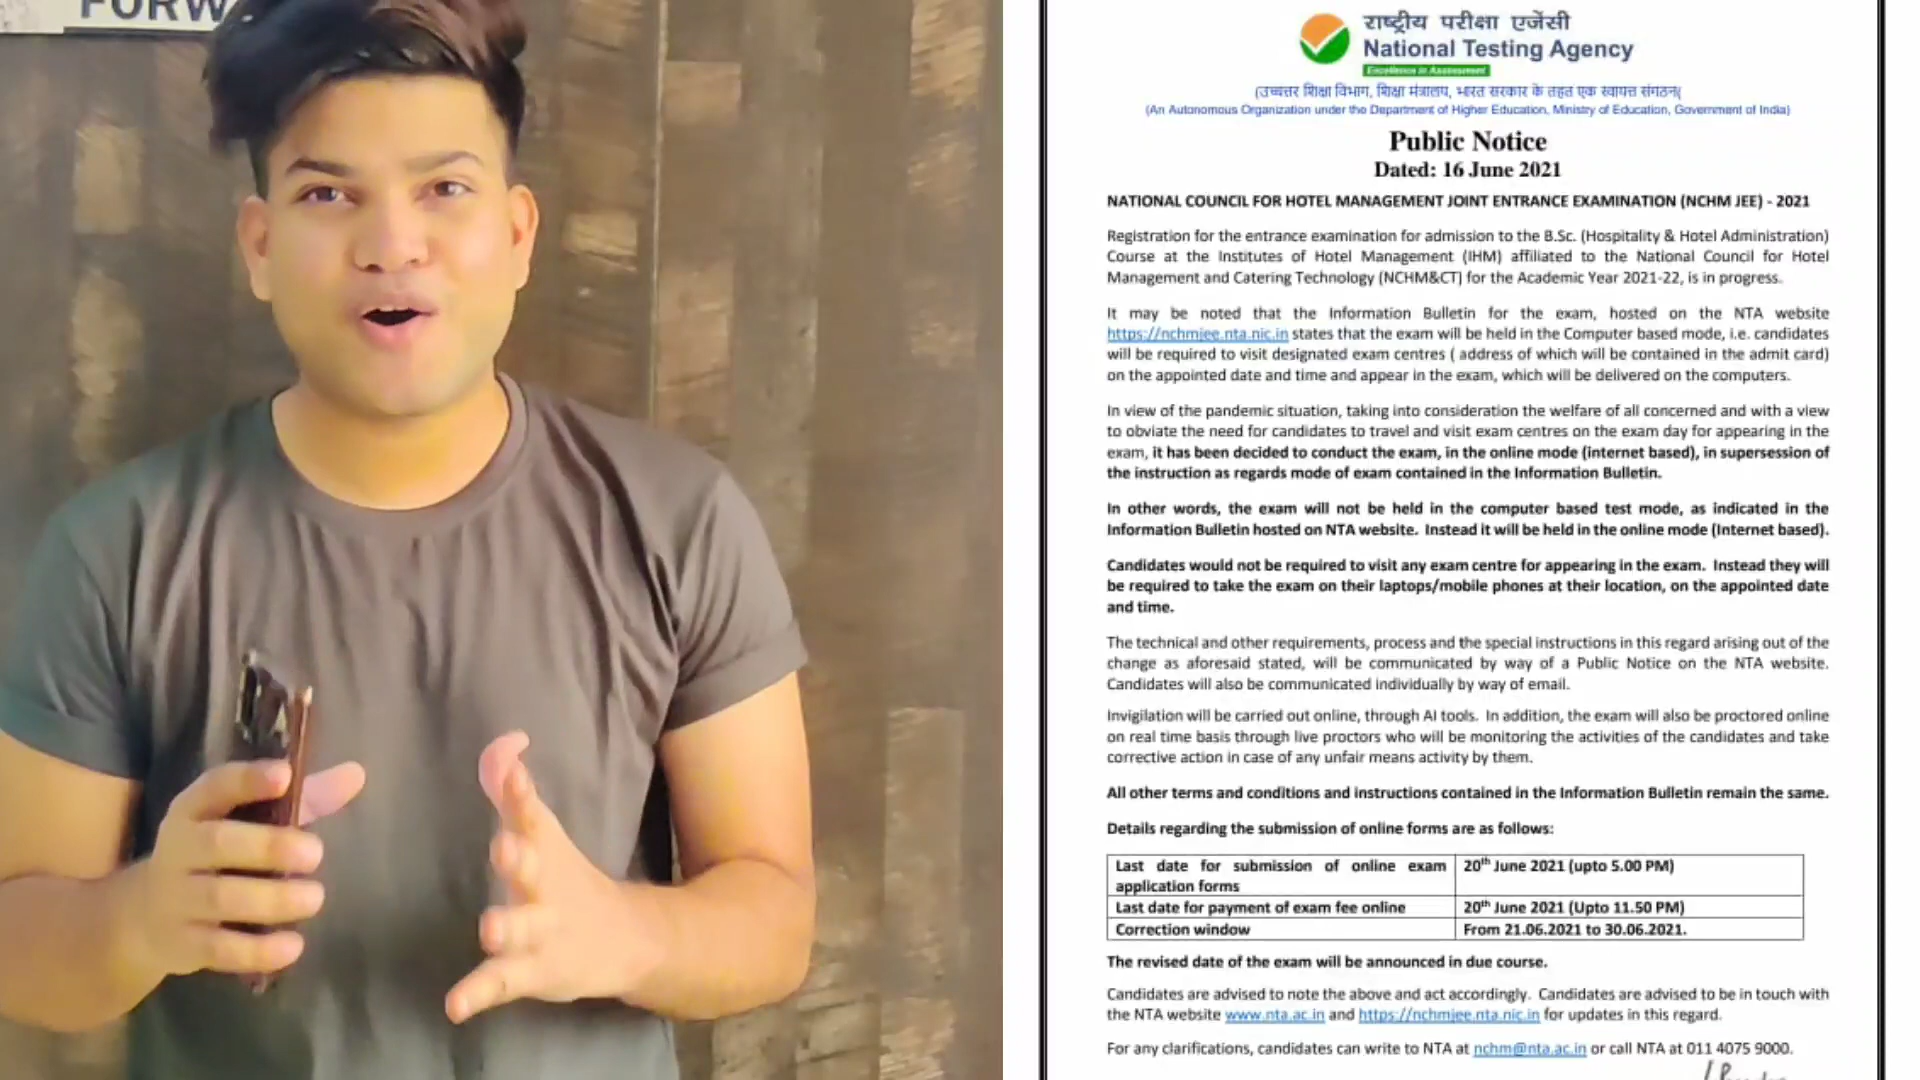 FORW
राष्ट्रीय परीक्षा एजेंसी
National Testing Agency
Excellence in Assessment
(उच्चत्तर शिक्षा विभाग, शिक्षा मंत्रालय, भारत सरकार के तहत एक स्वायत्त संगठन(
(An Autonomous Organization under the Department of Higher Education, Ministry of Education, Government of India)
Public Notice
Dated: 16 June 2021
NATIONAL COUNCIL FOR HOTEL MANAGEMENT JOINT ENTRANCE EXAMINATION (NCHM JEE) - 2021
Registration for the entrance examination for admission to the B.Sc. (Hospitality & Hotel Administration)
Course at the Institutes of Hotel Management (IHM) affiliated to the National Council for Hotel
Management and Catering Technology (NCHM&CT) for the Academic Year 2021-22, is in progress.
It may be noted that the Information Bulletin for the exam, hosted on the NTA website
https://nchmjee.nta.nic.in states that the exam will be held in the Computer based mode, i.e. candidates
will be required to visit designated exam centres ( address of which will be contained in the admit card)
on the appointed date and time and appear in the exam, which will be delivered on the computers.
In view of the pandemic situation, taking into consideration the welfare of all concerned and with a view
to obviate the need for candidates to travel and visit exam centres on the exam day for appearing in the
exam, it has been decided to conduct the exam, in the online mode (internet based), in supersession of
the instruction as regards mode of exam contained in the Information Bulletin.
In other words, the exam will not be held in the computer based test mode, as indicated in the
Information Bulletin hosted on NTA website. Instead it will be held in the online mode (Internet based).
Candidates would not be required to visit any exam centre for appearing in the exam. Instead they will
be required to take the exam on their laptops/mobile phones at their location, on the appointed date
and time.
The technical and other requirements, process and the special instructions in this regard arising out of the
change as aforesaid stated, will be communicated by way of a Public Notice on the NTA website.
Candidates will also be communicated individually by way of email.
Invigilation will be carried out online, through AI tools. In addition, the exam will also be proctored online
on real time basis through live proctors who will be monitoring the activities of the candidates and take
corrective action in case of any unfair means activity by them.
All other terms and conditions and instructions contained in the Information Bulletin remain the same.
Details regarding the submission of online forms are as follows:
Last date for submission of online exam 20th June 2021 (upto 5.00 PM)
application forms
Last date for payment of exam fee online 20th June 2021 (Upto 11.50 PM)
Correction window From 21.06.2021 to 30.06.2021.
The revised date of the exam will be announced in due course.
Candidates are advised to note the above and act accordingly. Candidates are advised to be in touch with
the NTA website www.nta.ac.in and https://nchmjee.nta.nic.in for updates in this regard.
For any clarifications, candidates can write to NTA at nchm@nta.ac.in or call NTA at 011 4075 9000.